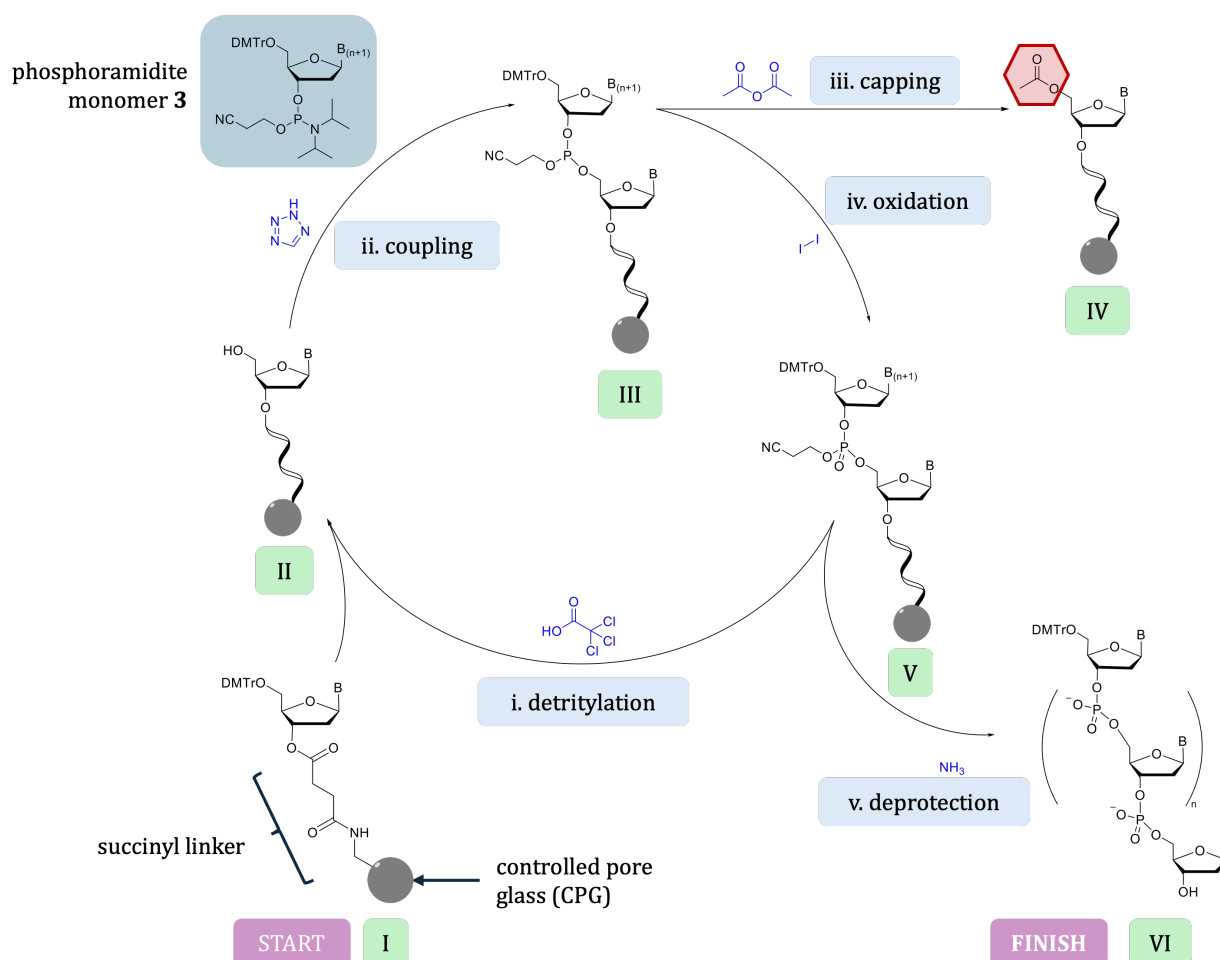 phosphoramidite
monomer 3
DMTrO
B(n+1)
O
O
P
NC
O
N
H
N
N
N
N
ii. coupling
DMTrO
B(n+1)
O
O
NC
O
P
O
B
O
O
III
O
O
O
iii. capping
O
O
B
O
O
IV
iv. oxidation
I
I
HO
B
O
O
II
DMTrO
B(n+1)
O
O
NC
O
P
O
O
B
O
O
V
O
HO
Cl
Cl
Cl
i. detritylation
DMTrO
B
O
O
O
O
NH
succinyl linker
controlled pore
glass (CPG)
START
I
NH3
v. deprotection
DMTrO
B
O
O
-O
P
O
O
B
O
O
-O
P
O
O
n
O
OH
FINISH
VI